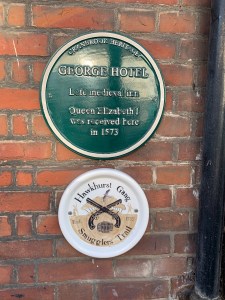 GEORGE HOTEL
Late medieval inn
Queen Elizabeth I
was received here
in 1573
Hawkhurst Gang
Smugglers Trail